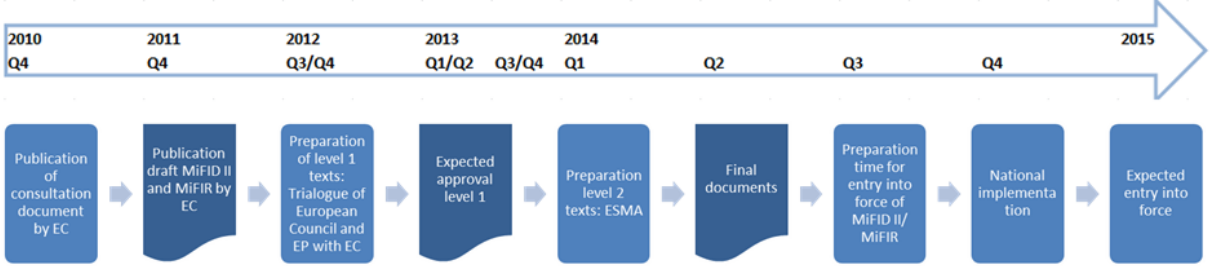 2010 2011 2012 2013 2014 2015
Q4 Q4 Q3/Q4 Q1/Q2 Q3/Q4 Q1 Q2 Q3 Q4
Publication
of
consultation
document
by EC
Publication
draft MiFID II
and MiFIR by
EC
Preparation
of level 1
texts:
Trialogue of
European
Council and
EP with EC
Expected
approval
level 1
Preparation
level 2
texts: ESMA
Final
documents
Preparation
time for
entry into
force of
MiFID II/
MiFIR
National
implementa
tion
Expected
entry into
force